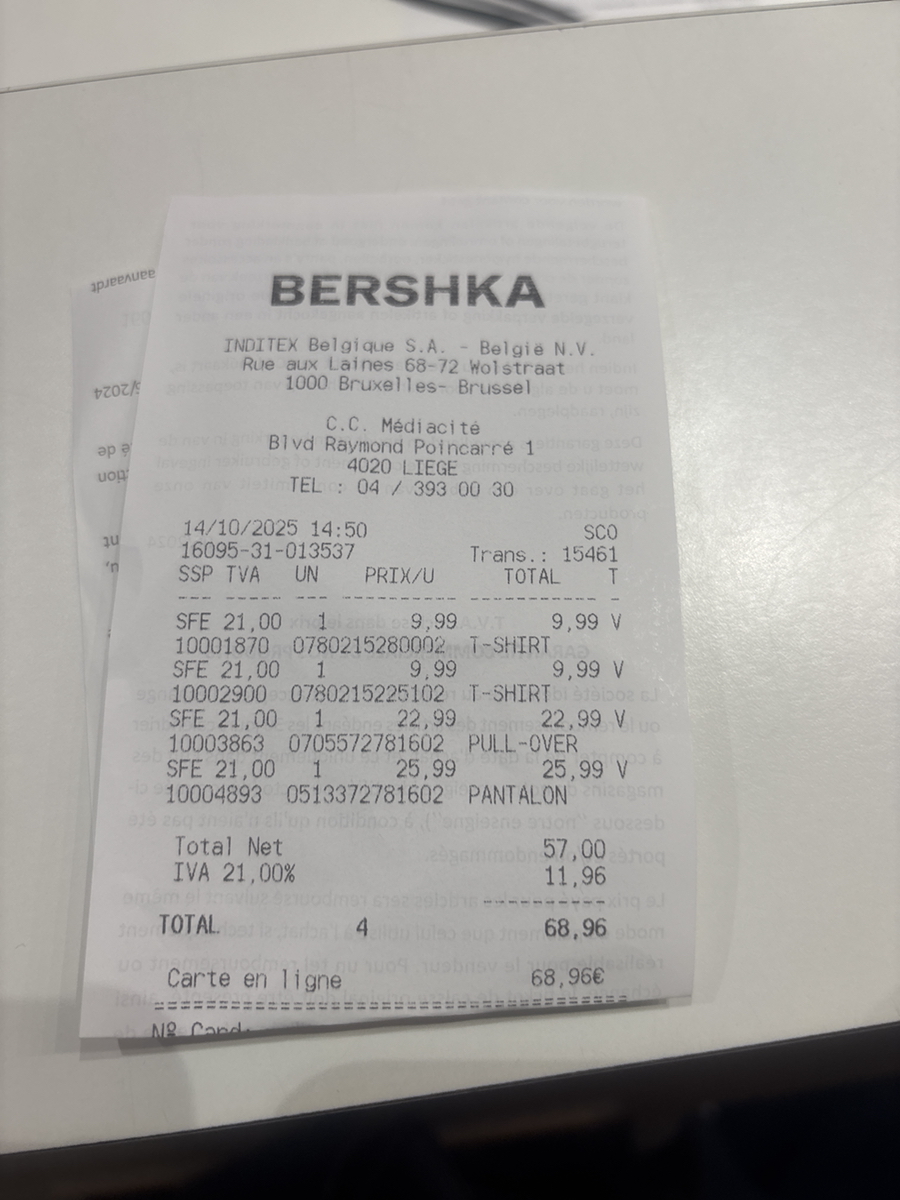 BERSHKA
INDITEX Belgique S.A. - België N.V.
Rue aux Laines 68-72 Wolstraat
1000 Bruxelles- Brussel
C.C. Médiacité
Blvd Raymond Poincarré 1
4020 LIEGE
TEL : 04 / 393 00 30
14/10/2025 14:50 SCO
16095-31-013537 Trans.: 15461
SSP TVA UN PRIX/U TOTAL T
--- ---- --- ---------- ----------- --
SFE 21,00 1 9,99 9,99 V
10001870 0780215280002 T-SHIRT
SFE 21,00 1 9,99 9,99 V
10002900 0780215225102 T-SHIRT
SFE 21,00 1 22,99 22,99 V
10003863 0705572781602 PULL-OVER
SFE 21,00 1 25,99 25,99 V
10004893 0513372781602 PANTALON
Total Net 57,00
IVA 21,00% 11,96
-----------
TOTAL 4 68,96
Carte en ligne 68,96€
========================================
Nº Card
aanvaardt
/2024
de